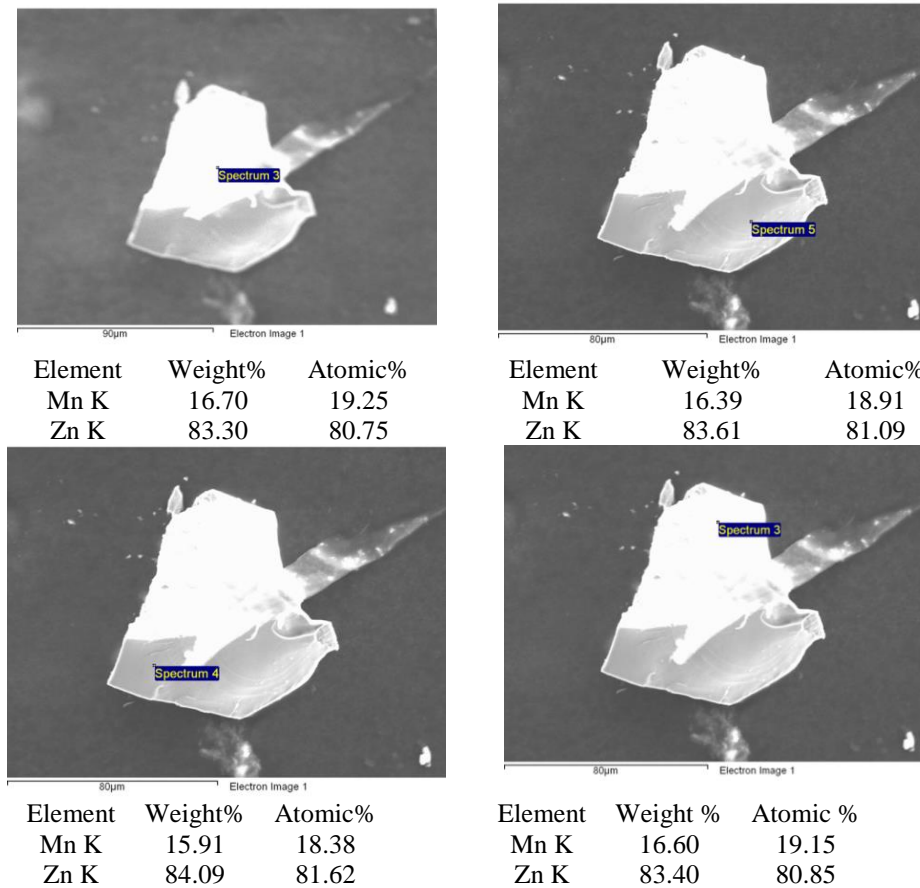 Spectrum 3
90µm Electron Image 1
Element Weight% Atomic%
Mn K 16.70 19.25
Zn K 83.30 80.75
Spectrum 5
80µm Electron Image 1
Element Weight% Atomic%
Mn K 16.39 18.91
Zn K 83.61 81.09
Spectrum 4
80µm Electron Image 1
Element Weight% Atomic%
Mn K 15.91 18.38
Zn K 84.09 81.62
Spectrum 3
80µm Electron Image 1
Element Weight % Atomic %
Mn K 16.60 19.15
Zn K 83.40 80.85